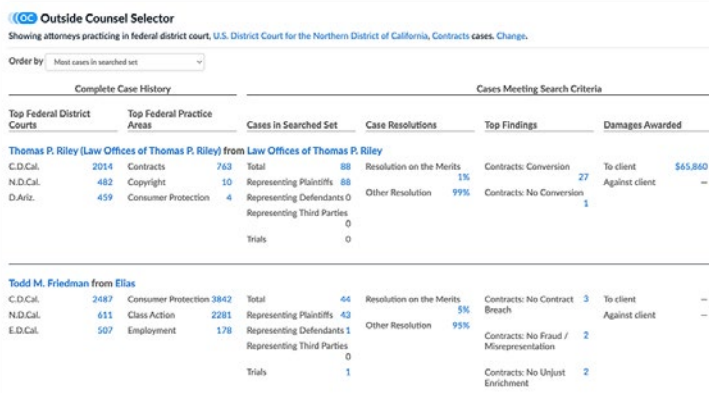 OC Outside Counsel Selector
Showing attorneys practicing in federal district court, U.S. District Court for the Northern District of California, Contracts cases. Change.
Order by Most cases in searched set
Complete Case History Cases Meeting Search Criteria
Top Federal District Courts Top Federal Practice Areas Cases in Searched Set Case Resolutions Top Findings Damages Awarded
Thomas P. Riley (Law Offices of Thomas P. Riley) from Law Offices of Thomas P. Riley
C.D.Cal. 2014 Contracts 763 Total 88 Resolution on the Merits 1% Contracts: Conversion 27 To client $65,860
N.D.Cal. 482 Copyright 10 Representing Plaintiffs 88 Other Resolution 99% Contracts: No Conversion 1 Against client –
D.Ariz. 459 Consumer Protection 4 Representing Defendants 0
Representing Third Parties 0
Trials 0
Todd M. Friedman from Elias
C.D.Cal. 2487 Consumer Protection 3842 Total 44 Resolution on the Merits 5% Contracts: No Contract Breach 3 To client –
N.D.Cal. 611 Class Action 2281 Representing Plaintiffs 43 Other Resolution 95% Contracts: No Fraud / Misrepresentation 2 Against client –
E.D.Cal. 507 Employment 178 Representing Defendants 1 Contracts: No Unjust Enrichment 2
Representing Third Parties 0
Trials 1